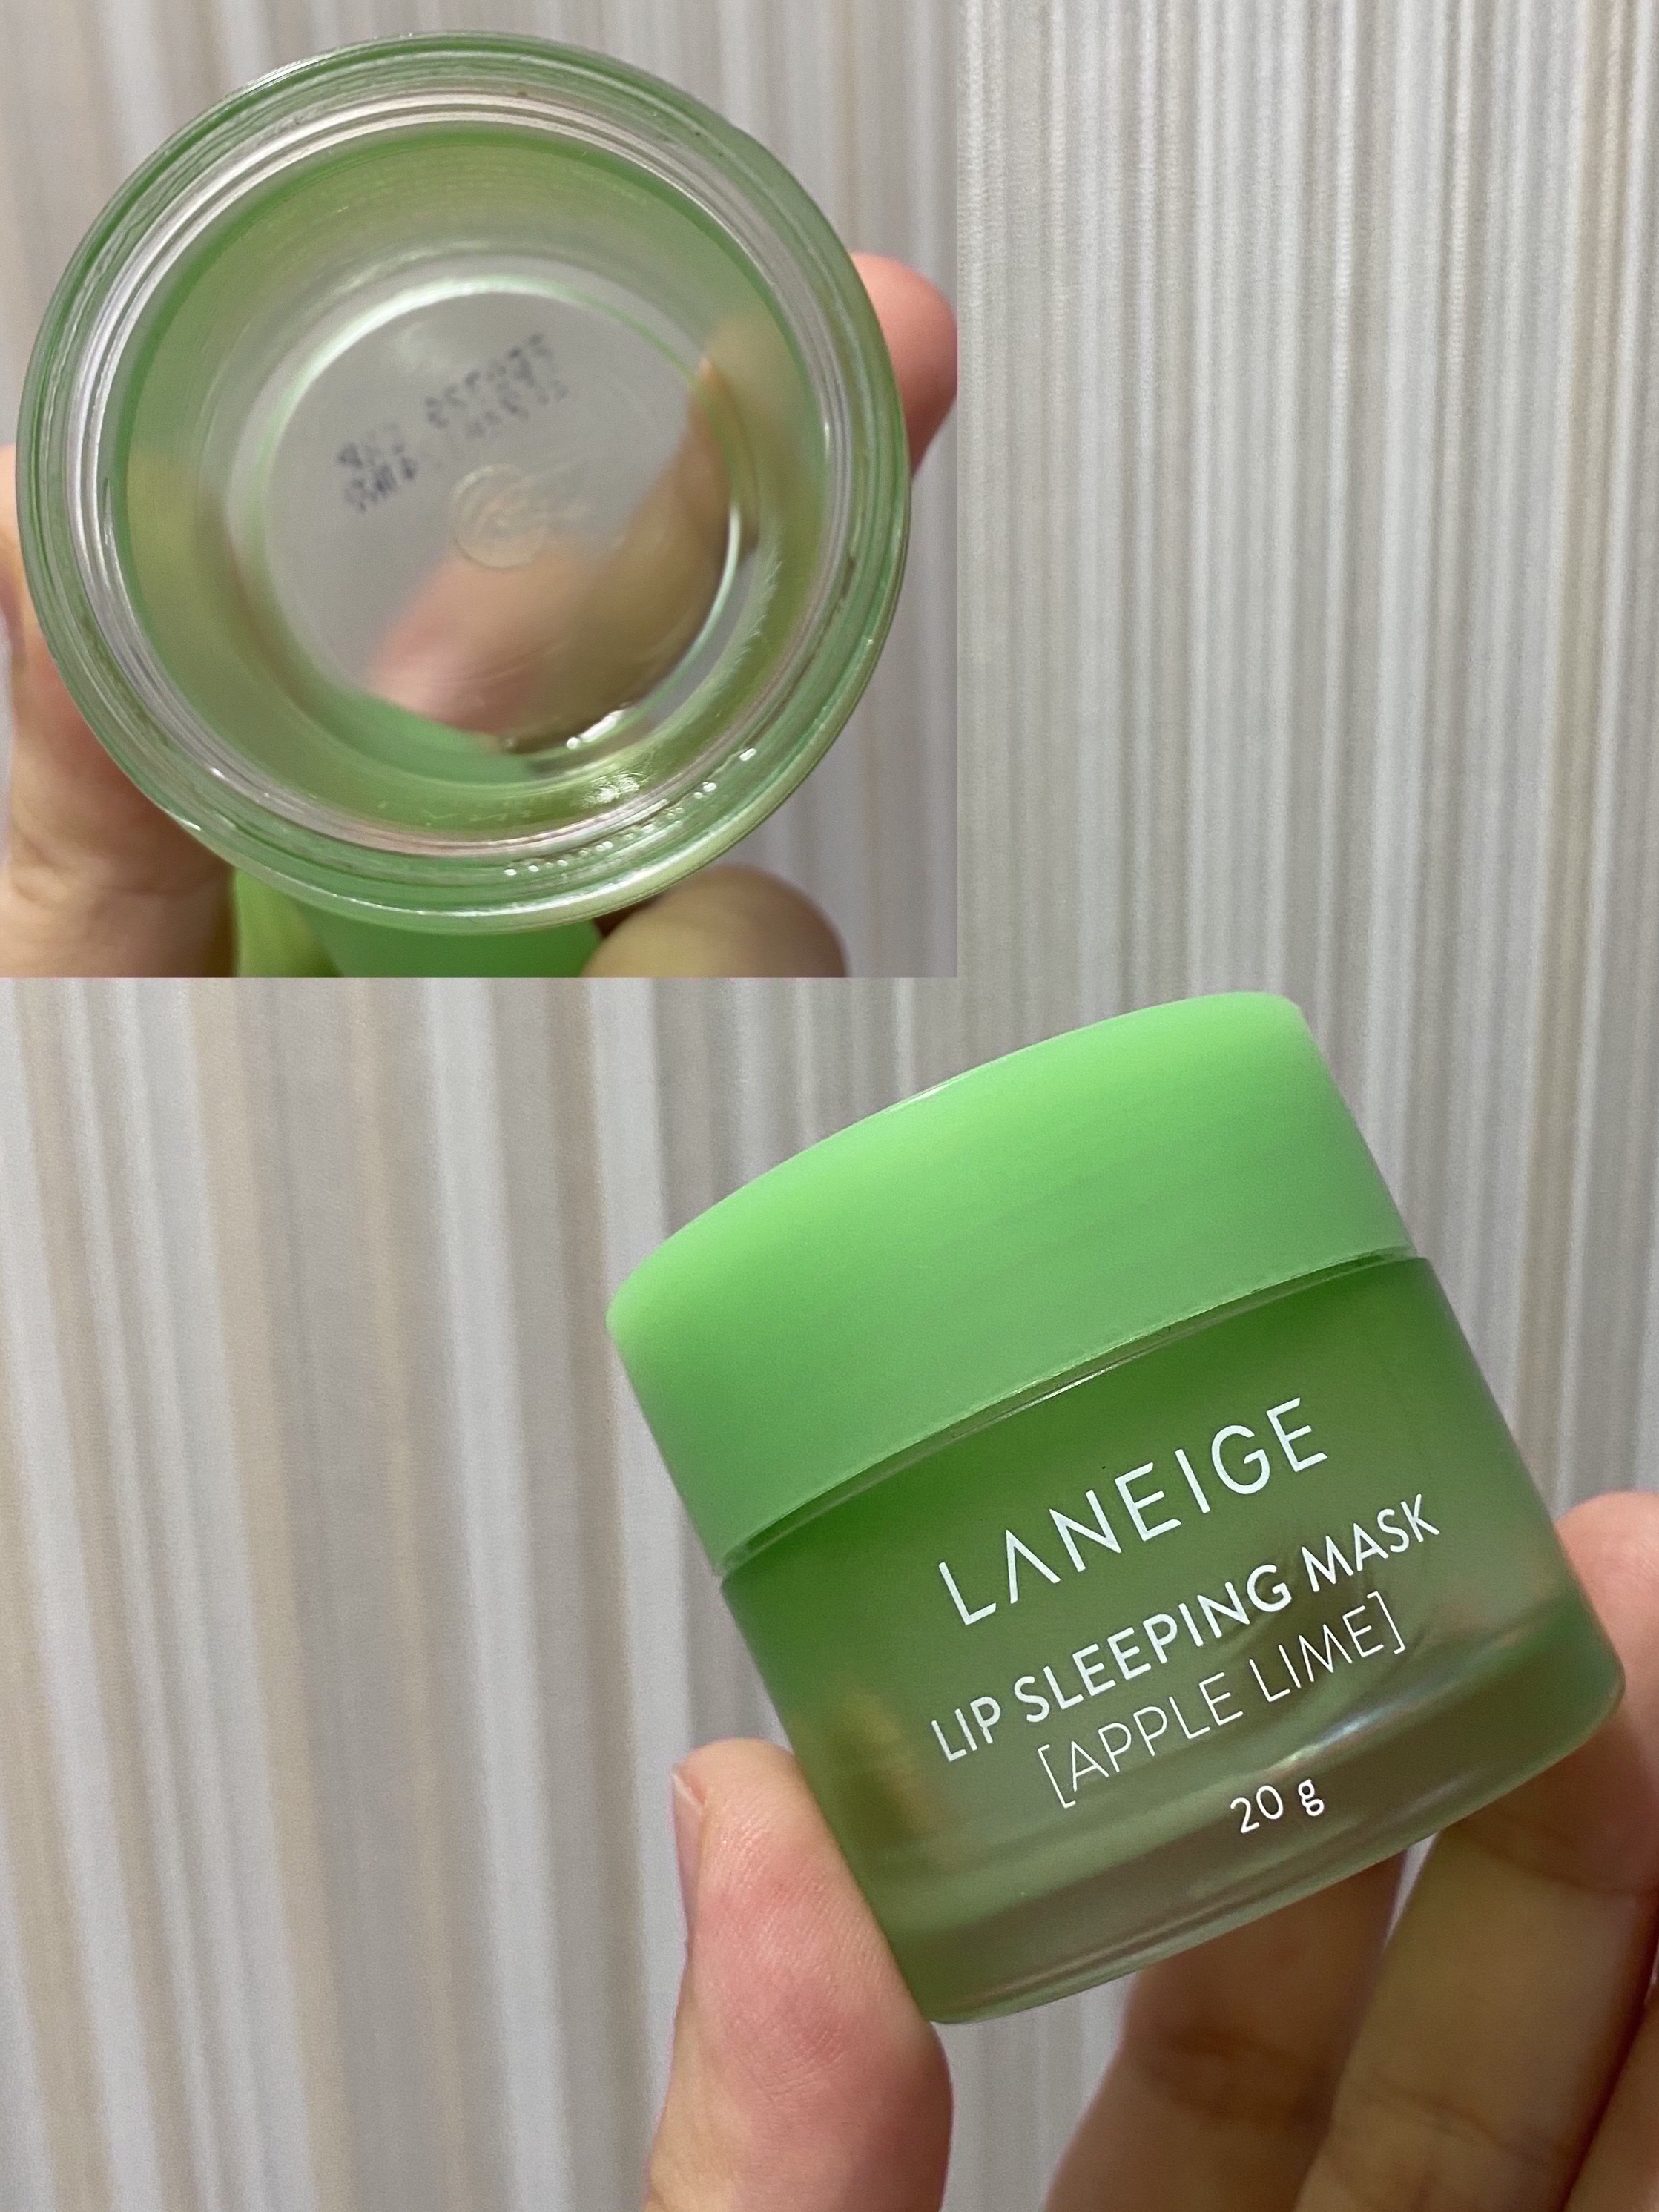 LANEIGE
LIP SLEEPING MASK
[APPLE LIME]
20 g